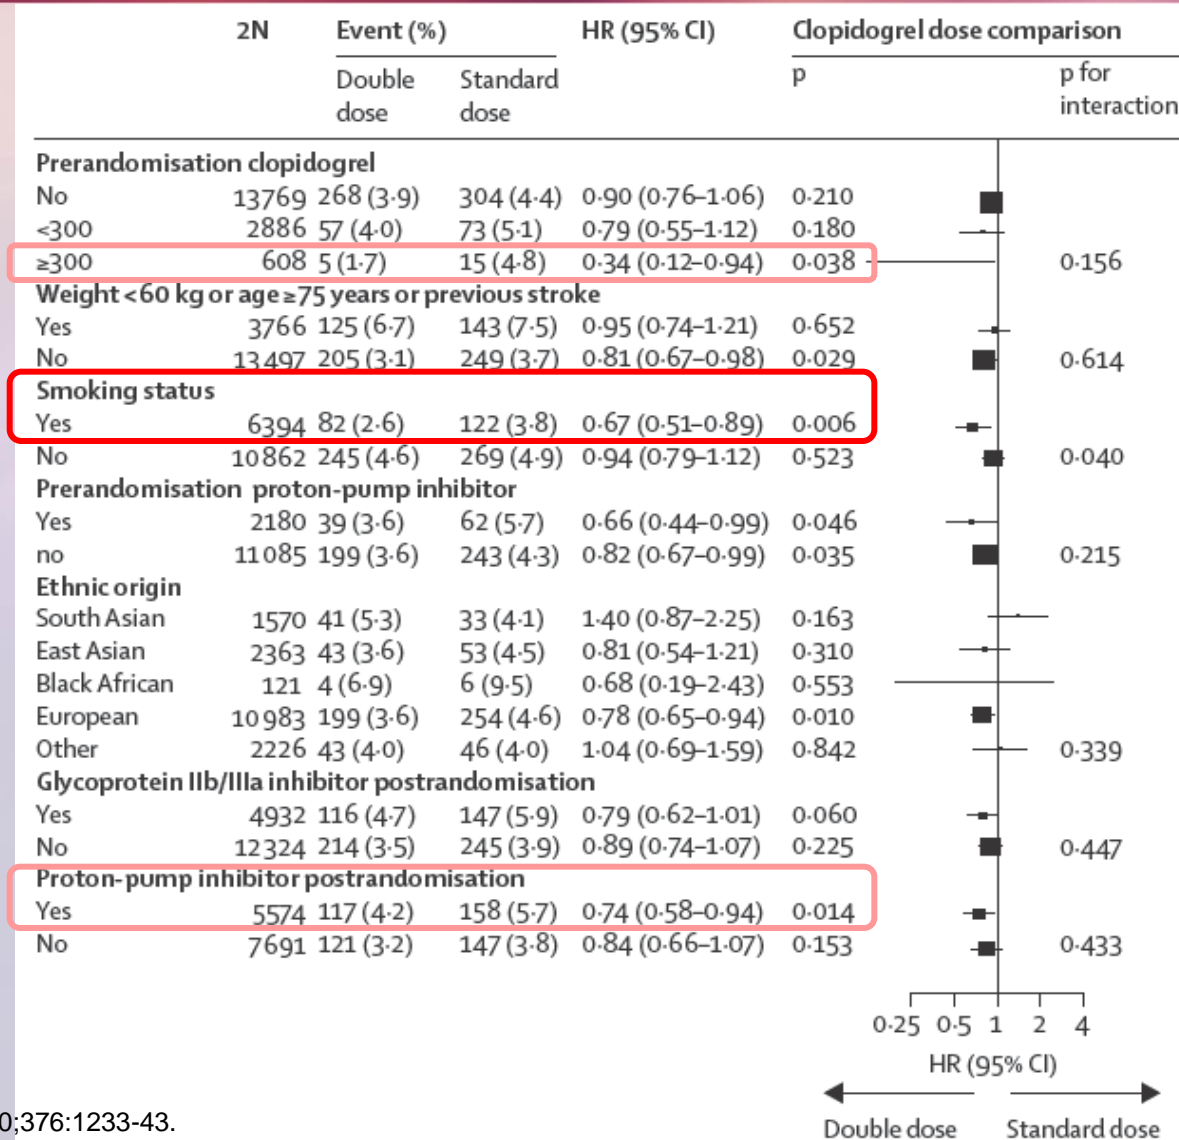 2N Event (%) HR (95% CI) Clopidogrel dose comparison
Double dose Standard dose p p for interaction
Prerandomisation clopidogrel
No 13769 268 (3·9) 304 (4·4) 0·90 (0·76–1·06) 0·210
<300 2886 57 (4·0) 73 (5·1) 0·79 (0·55–1·12) 0·180
≥300 608 5 (1·7) 15 (4·8) 0·34 (0·12–0·94) 0·038 0·156
Weight <60 kg or age ≥75 years or previous stroke
Yes 3766 125 (6·7) 143 (7·5) 0·95 (0·74–1·21) 0·652
No 13497 205 (3·1) 249 (3·7) 0·81 (0·67–0·98) 0·029 0·614
Smoking status
Yes 6394 82 (2·6) 122 (3·8) 0·67 (0·51–0·89) 0·006
No 10862 245 (4·6) 269 (4·9) 0·94 (0·79–1·12) 0·523 0·040
Prerandomisation proton-pump inhibitor
Yes 2180 39 (3·6) 62 (5·7) 0·66 (0·44–0·99) 0·046
no 11085 199 (3·6) 243 (4·3) 0·82 (0·67–0·99) 0·035 0·215
Ethnic origin
South Asian 1570 41 (5·3) 33 (4·1) 1·40 (0·87–2·25) 0·163
East Asian 2363 43 (3·6) 53 (4·5) 0·81 (0·54–1·21) 0·310
Black African 121 4 (6·9) 6 (9·5) 0·68 (0·19–2·43) 0·553
European 10983 199 (3·6) 254 (4·6) 0·78 (0·65–0·94) 0·010
Other 2226 43 (4·0) 46 (4·0) 1·04 (0·69–1·59) 0·842 0·339
Glycoprotein IIb/IIIa inhibitor postrandomisation
Yes 4932 116 (4·7) 147 (5·9) 0·79 (0·62–1·01) 0·060
No 12324 214 (3·5) 245 (3·9) 0·89 (0·74–1·07) 0·225 0·447
Proton-pump inhibitor postrandomisation
Yes 5574 117 (4·2) 158 (5·7) 0·74 (0·58–0·94) 0·014
No 7691 121 (3·2) 147 (3·8) 0·84 (0·66–1·07) 0·153 0·433
0·25 0·5 1 2 4
HR (95% CI)
Double dose Standard dose
0;376:1233-43.